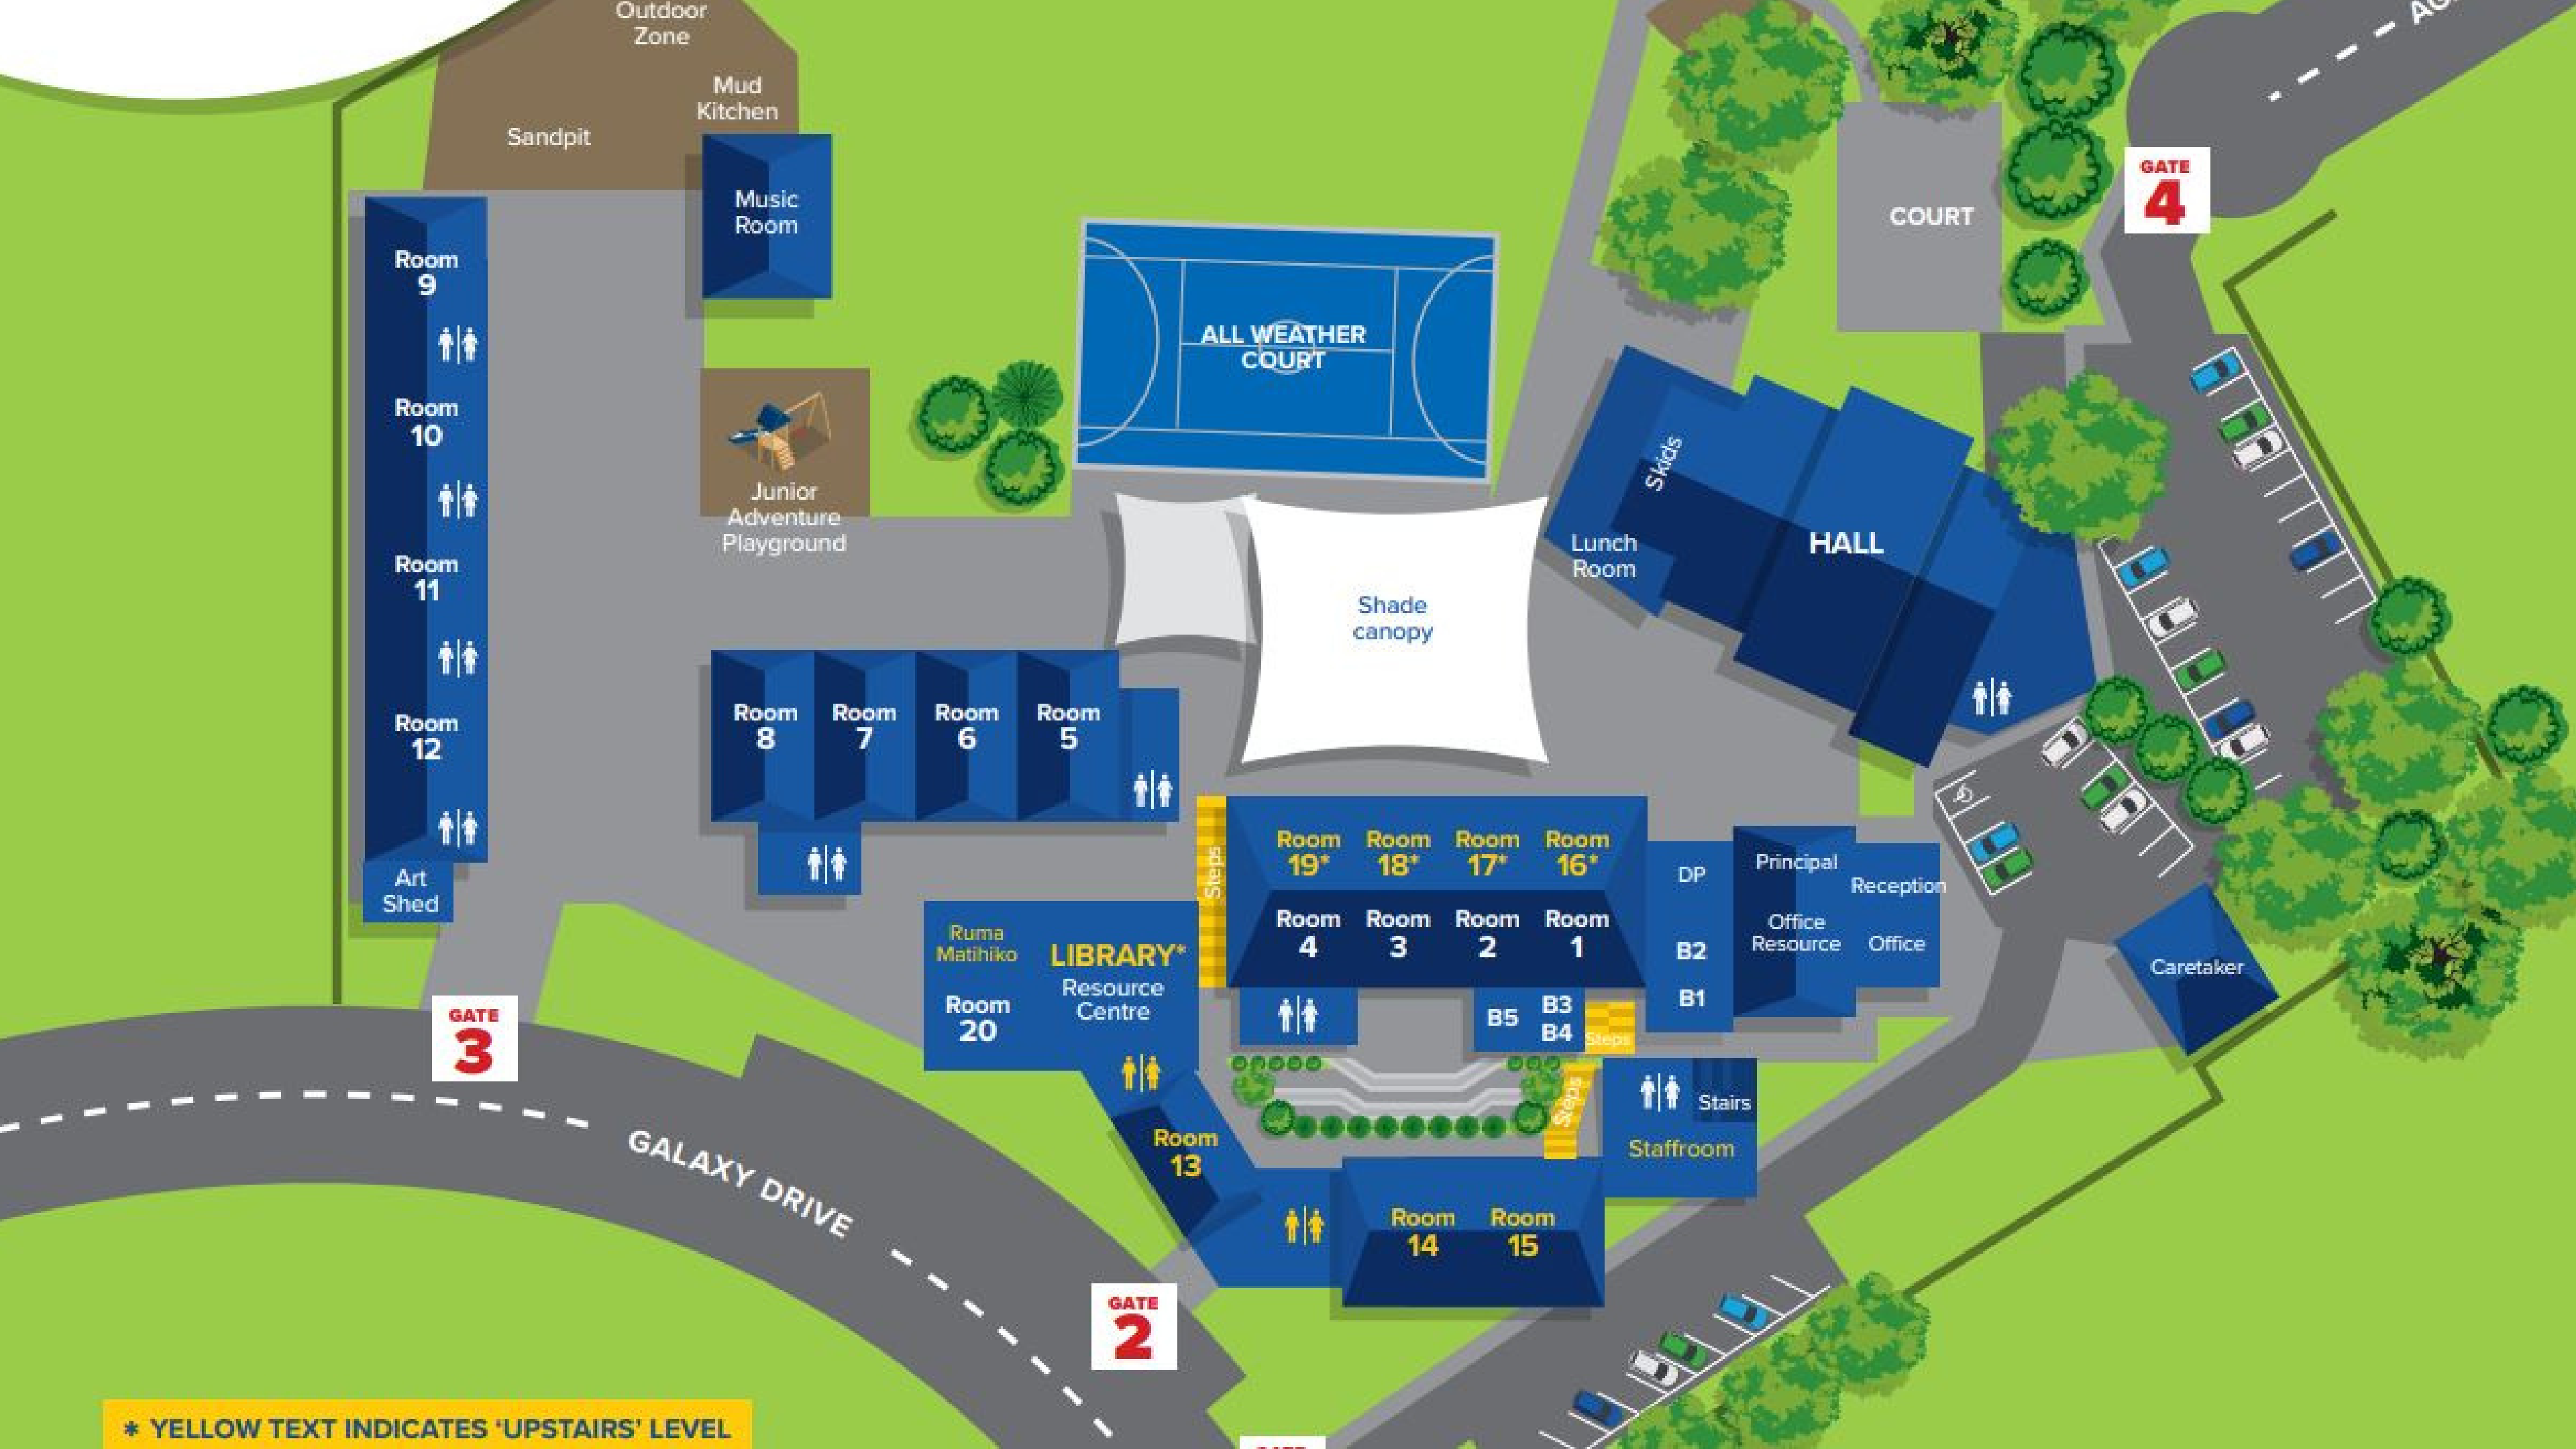 Outdoor
Zone
Mud
Kitchen
Sandpit
Music
Room
GATE
4
COURT
Room
9
ALL WEATHER
COURT
Room
10
Junior
Adventure
Playground
Skids
Lunch
Room
HALL
Room
11
Shade
canopy
Room
12
Room
8
Room
7
Room
6
Room
5
Art
Shed
Steps
Room
19*
Room
18*
Room
17*
Room
16*
Room
4
Room
3
Room
2
Room
1
DP
B2
B1
Principal
Reception
Office
Resource
Office
Caretaker
Ruma
Matihiko
LIBRARY*
Resource
Centre
Room
20
B5
B3
B4
Steps
Steps
Stairs
Staffroom
GATE
3
Room
13
Room
14
Room
15
GALAXY DRIVE
GATE
2
* YELLOW TEXT INDICATES ‘UPSTAIRS’ LEVEL